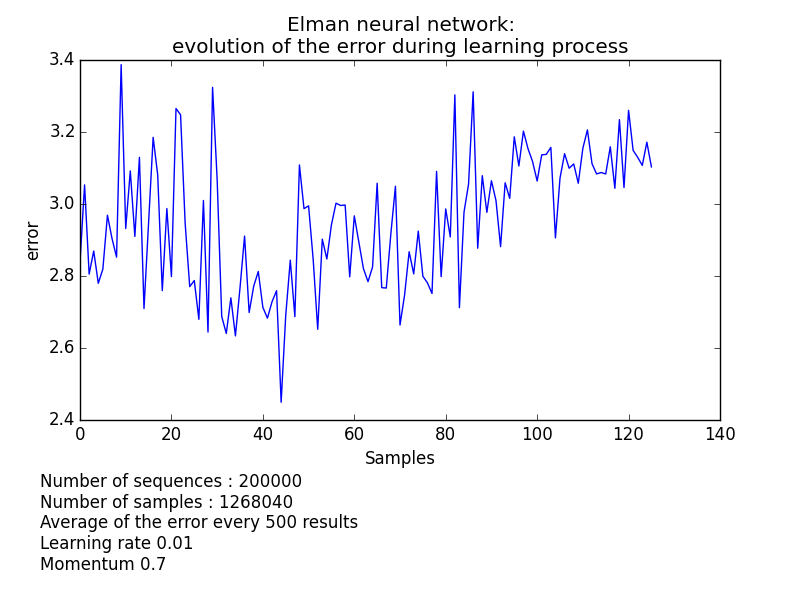 Elman neural network:
evolution of the error during learning process
3.4
3.2
3.0
2.8
2.6
2.4
error
0 20 40 60 80 100 120 140
Samples
Number of sequences : 200000
Number of samples : 1268040
Average of the error every 500 results
Learning rate 0.01
Momentum 0.7